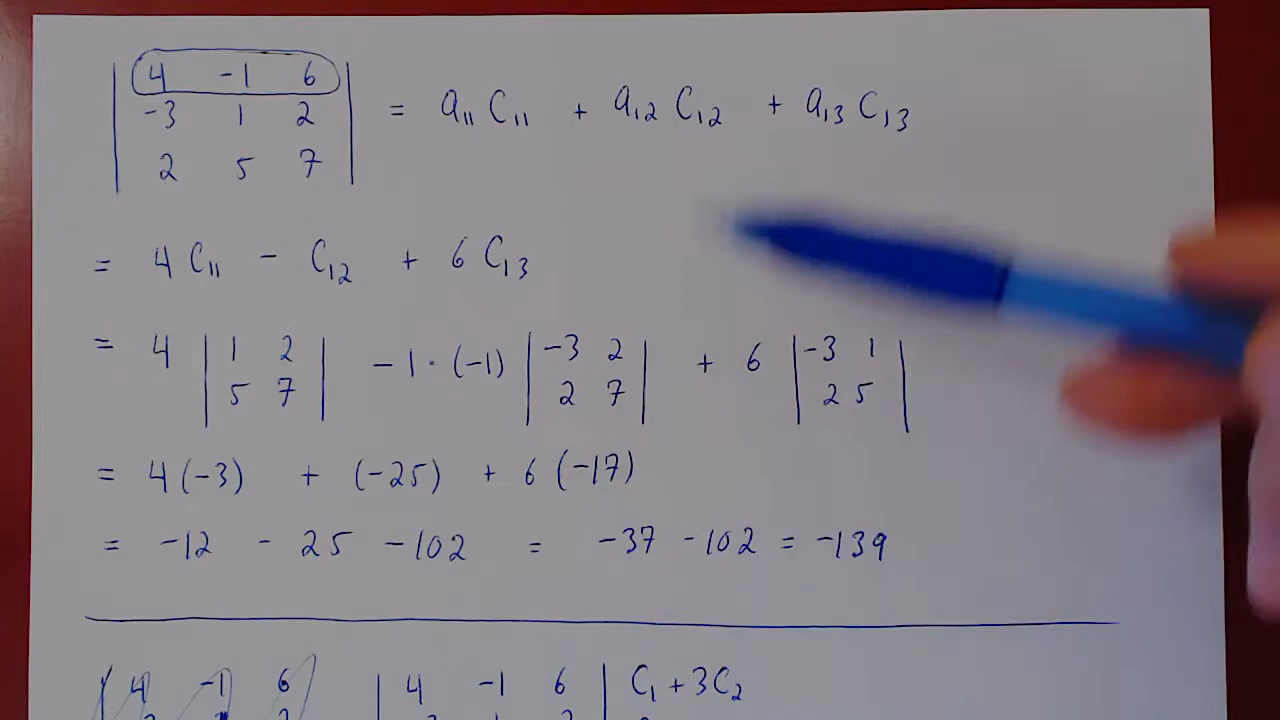 | 4 -1 6 |
| -3 1 2 | = a₁₁ C₁₁ + a₁₂ C₁₂ + a₁₃ C₁₃
| 2 5 7 |
= 4 C₁₁ - C₁₂ + 6 C₁₃
= 4 | 1 2 | -1·(-1) | -3 2 | + 6 | -3 1 |
| 5 7 | | 2 7 | | 2 5 |
= 4(-3) + (-25) + 6(-17)
= -12 - 25 -102 = -37 -102 = -139
| 4 -1 6 | | 4 -1 6 | C₁ + 3C₂